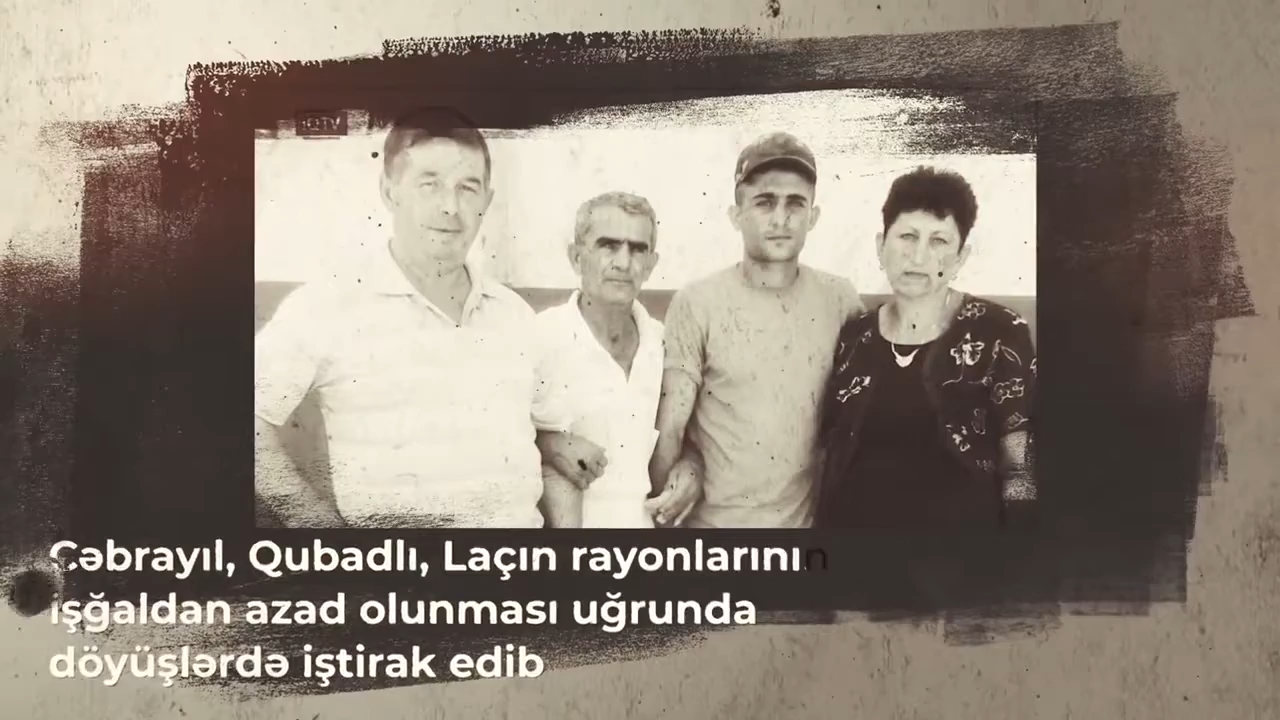 Cəbrayıl, Qubadlı, Laçın rayonlarının
işğaldan azad olunması uğrunda
döyüşlərdə iştirak edib